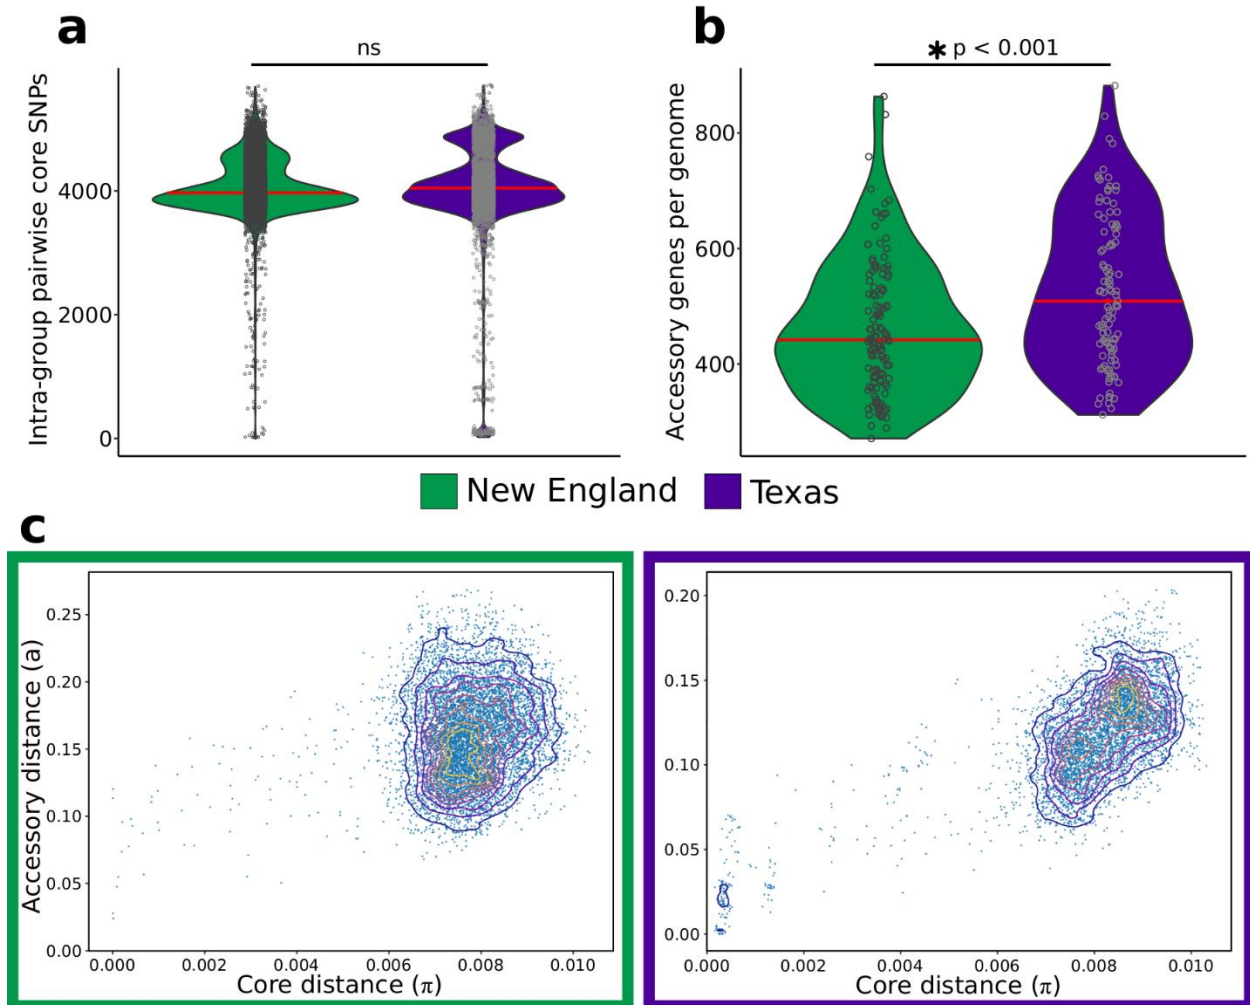 a
ns
Intra-group pairwise core SNPs
4000
2000
0
b
* p < 0.001
Accessory genes per genome
800
600
400
New England
Texas
c
Accessory distance (a)
0.25
0.20
0.15
0.10
0.05
0.00
0.000 0.002 0.004 0.006 0.008 0.010
Core distance (π)
0.20
0.15
0.10
0.05
0.00
0.000 0.002 0.004 0.006 0.008 0.010
Core distance (π)